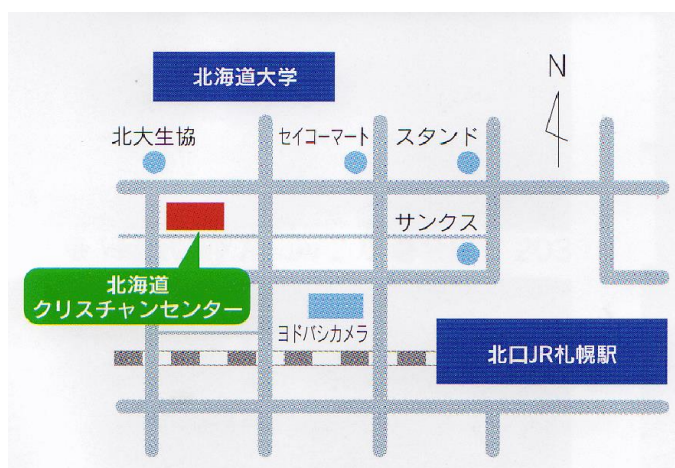 北海道大学
N
北大生協
セイコーマート
スタンド
サンクス
北海道
クリスチャンセンター
ヨドバシカメラ
北口JR札幌駅